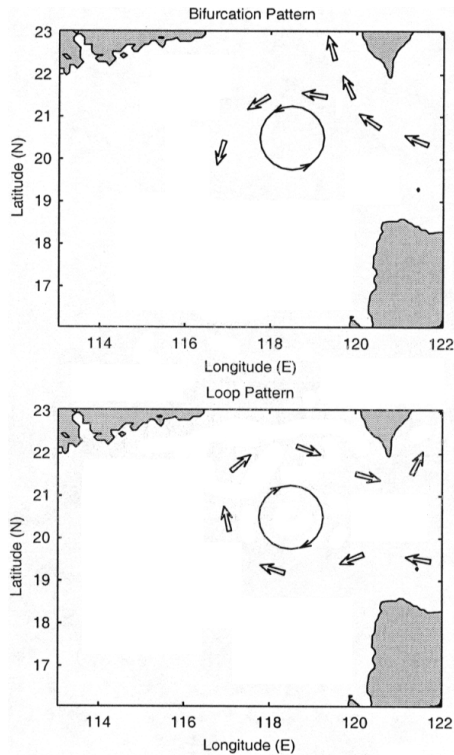 Bifurcation Pattern
23
22
21
20
19
18
17
16
Latitude (N)
114 116 118 120 122
Longitude (E)
Loop Pattern
23
22
21
20
19
18
17
Latitude (N)
114 116 118 120 122
Longitude (E)